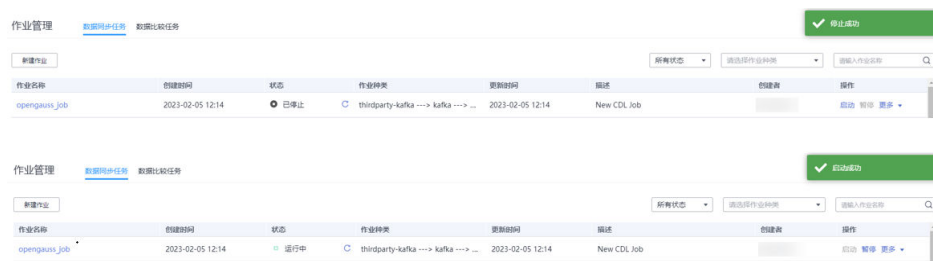 作业管理 数据同步任务 数据比较任务 停止成功
新建作业 所有状态 请选择作业种类 请输入作业名称
作业名称 创建时间 状态 作业种类 更新时间 描述 创建者 操作
opengauss_job 2023-02-05 12:14 已停止 thirdparty-kafka ---> kafka ---> ... 2023-02-05 12:14 New CDL Job 启动 暂停 更多
作业管理 数据同步任务 数据比较任务 启动成功
新建作业 所有状态 请选择作业种类 请输入作业名称
作业名称 创建时间 状态 作业种类 更新时间 描述 创建者 操作
opengauss_job 2023-02-05 12:14 运行中 thirdparty-kafka ---> kafka ---> ... 2023-02-05 12:14 New CDL Job 启动 暂停 更多